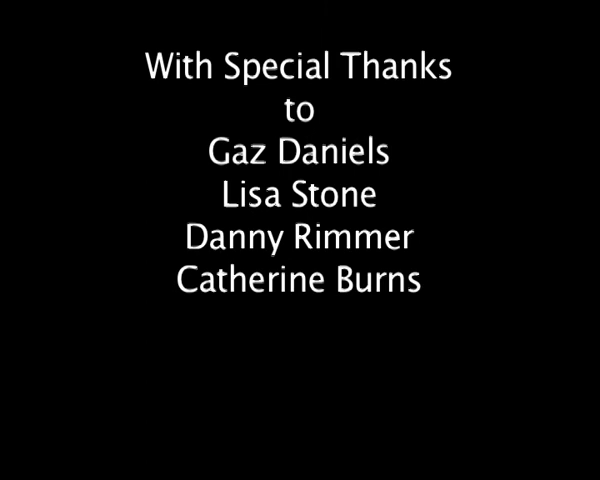 With Special Thanks
to
Gaz Daniels
Lisa Stone
Danny Rimmer
Catherine Burns